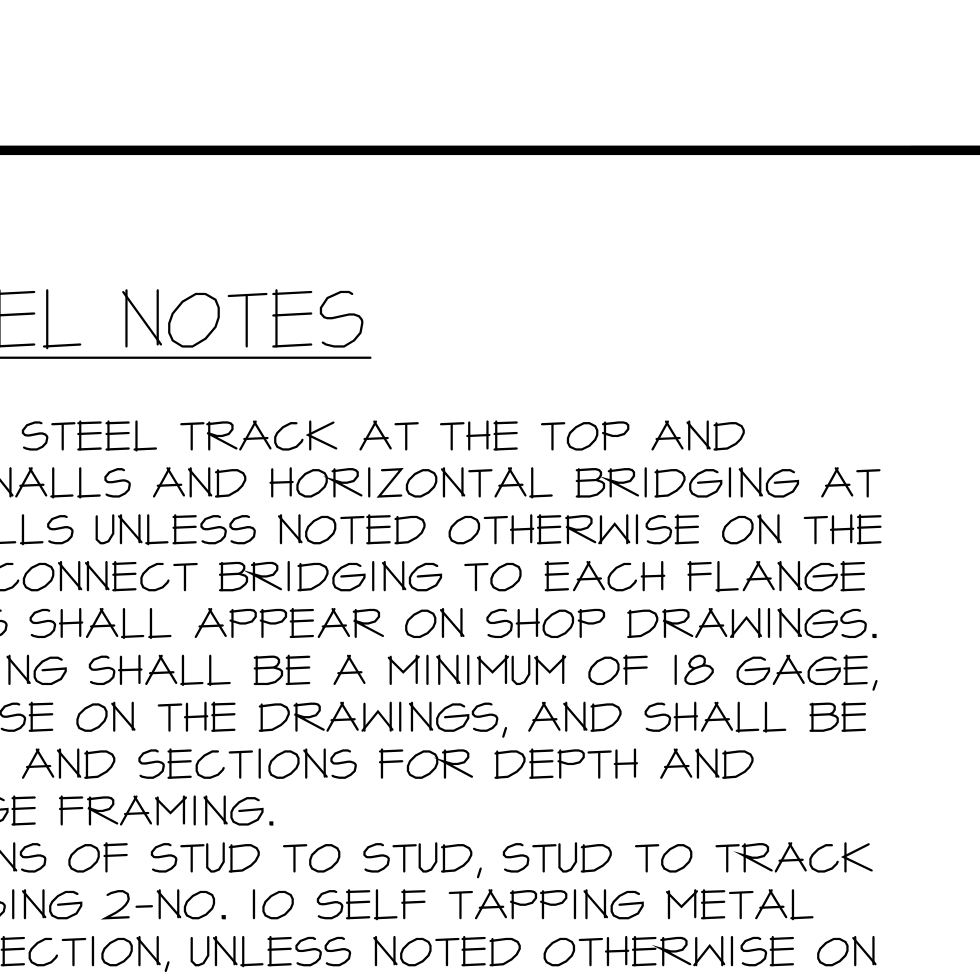 EL NOTES
STEEL TRACK AT THE TOP AND
WALLS AND HORIZONTAL BRIDGING AT
LLS UNLESS NOTED OTHERWISE ON THE
CONNECT BRIDGING TO EACH FLANGE
S SHALL APPEAR ON SHOP DRAWINGS.
NG SHALL BE A MINIMUM OF 18 GAGE,
SE ON THE DRAWINGS, AND SHALL BE
AND SECTIONS FOR DEPTH AND
GE FRAMING.
NS OF STUD TO STUD, STUD TO TRACK
SING 2-NO. 10 SELF TAPPING METAL
ECTION, UNLESS NOTED OTHERWISE ON